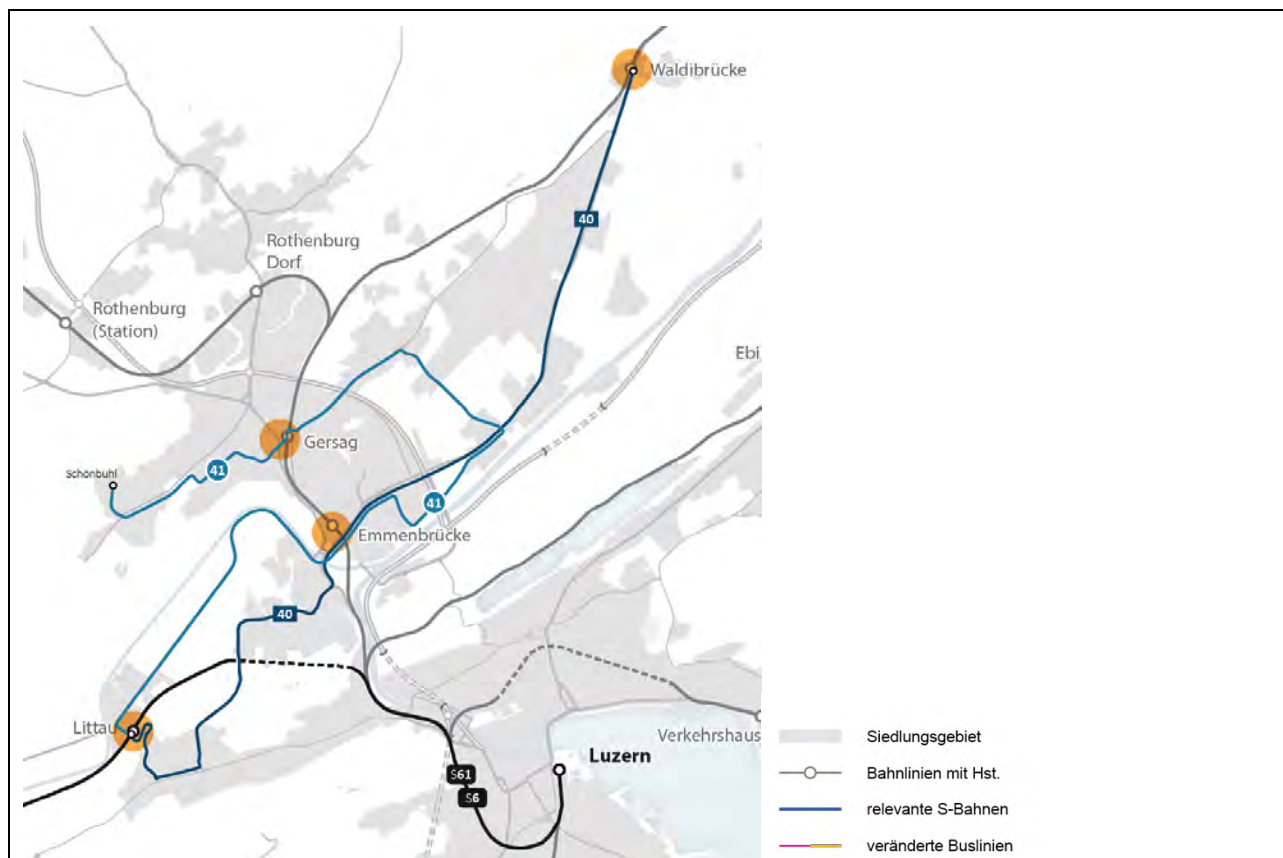 Waldibrücke
40
Rothenburg
Dorf
Rothenburg
(Station)
Ebi
Gersag
41
Schönbühl
41
Emmenbrücke
40
Littau
Verkehrshaus
Luzern
S61
S6
Siedlungsgebiet
Bahnlinien mit Hst.
relevante S-Bahnen
veränderte Buslinien